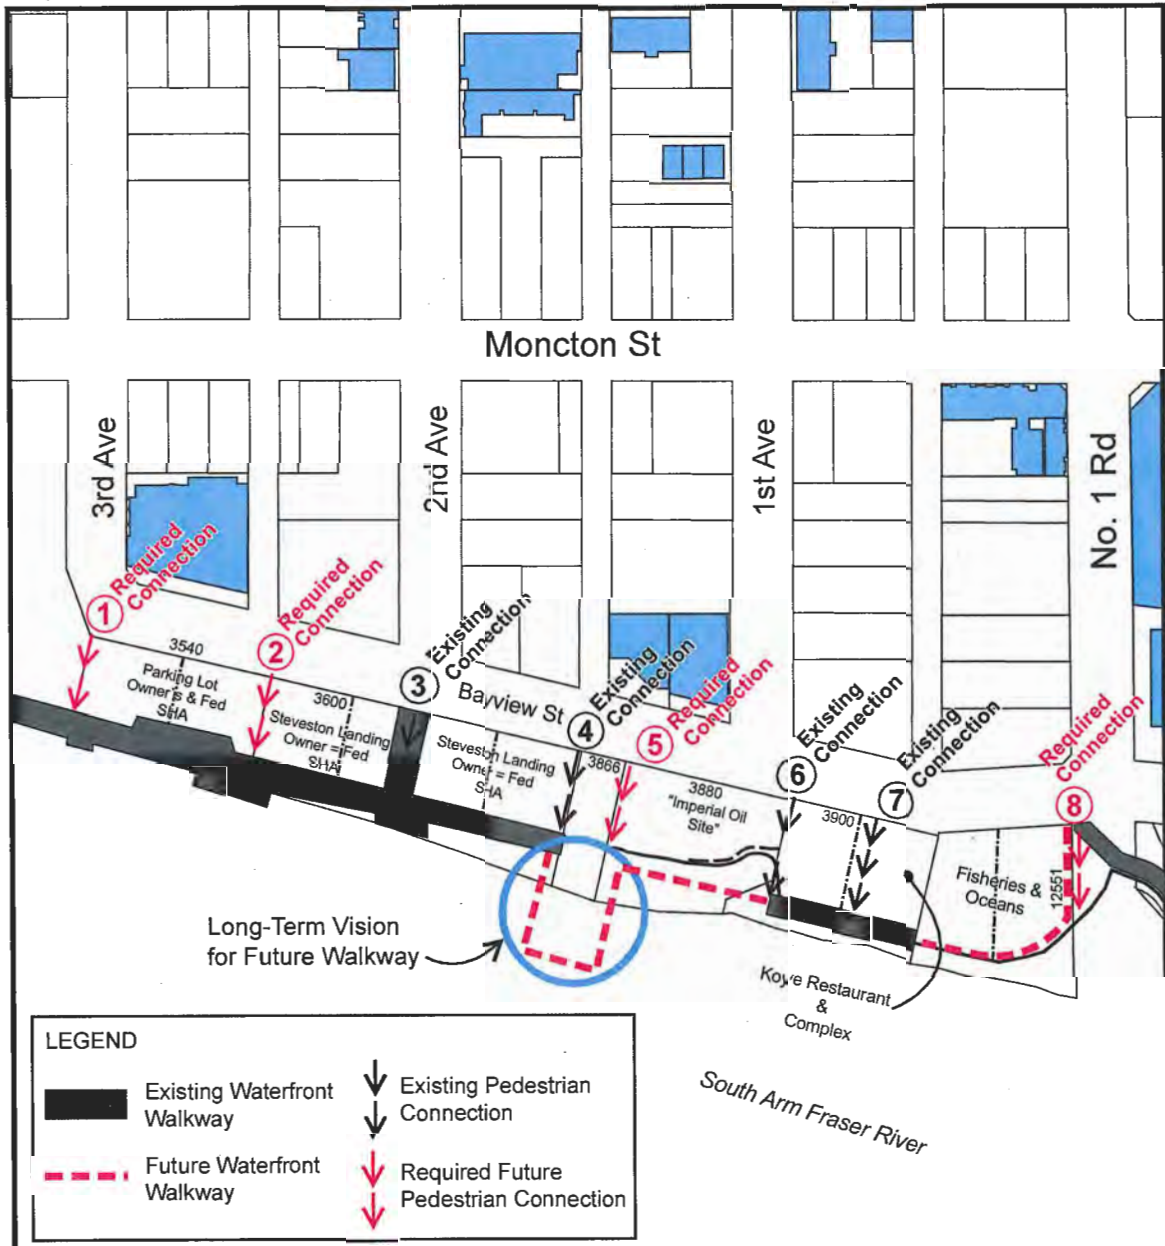 Moncton St
3rd Ave
2nd Ave
1st Ave
No. 1 Rd
1
Required
Connection
2
Required
Connection
3
Existing
Connection
4
Existing
Connection
5
Required
Connection
6
Existing
Connection
7
Existing
Connection
8
Required
Connection
Bayview St
3540
Parking Lot
Owner's & Fed
SHA
3600
Steveston Landing
Owner = Fed
SHA
Steveston Landing
Owner = Fed
SHA
3866
3880
"Imperial Oil
Site"
3900
Fisheries &
Oceans
12551
Long-Term Vision
for Future Walkway
Restaurant
&
Complex
South Arm Fraser River
LEGEND
Existing Waterfront
Walkway
Future Waterfront
Walkway
Existing Pedestrian
Connection
Required Future
Pedestrian Connection